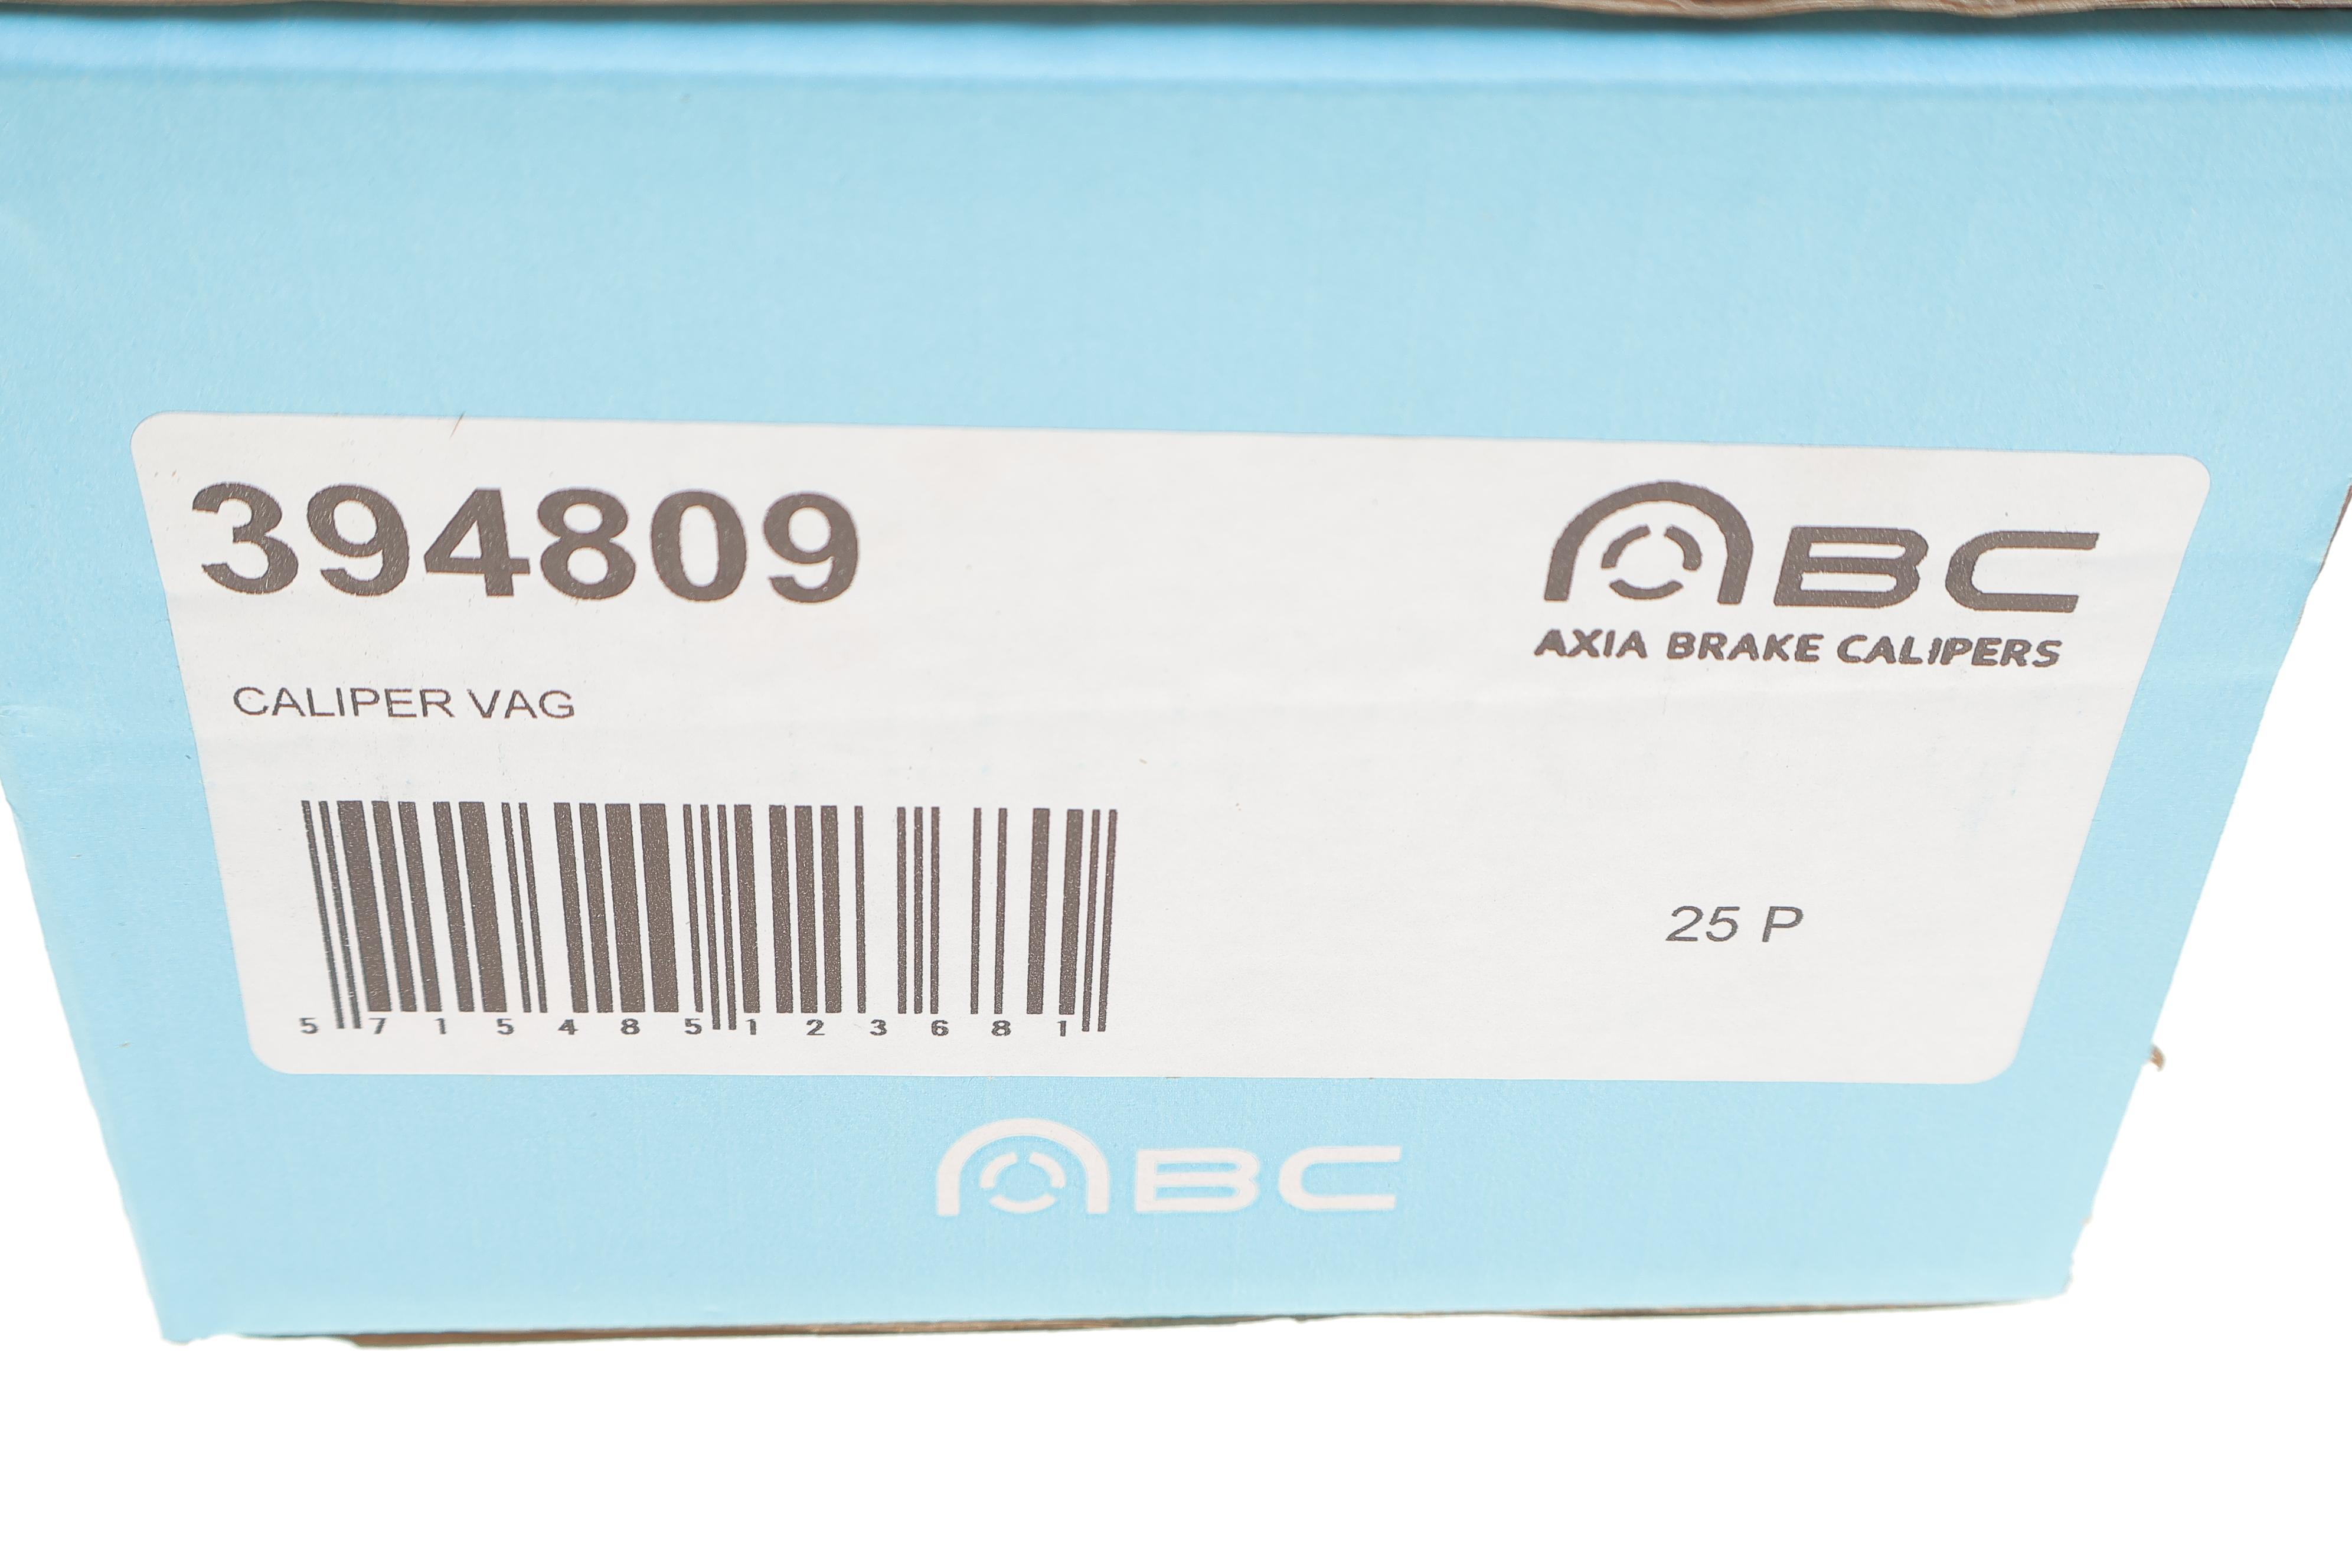 394809
ABC
AXIA BRAKE CALIPERS
CALIPER VAG
25 P
5 715485 123681
ABC